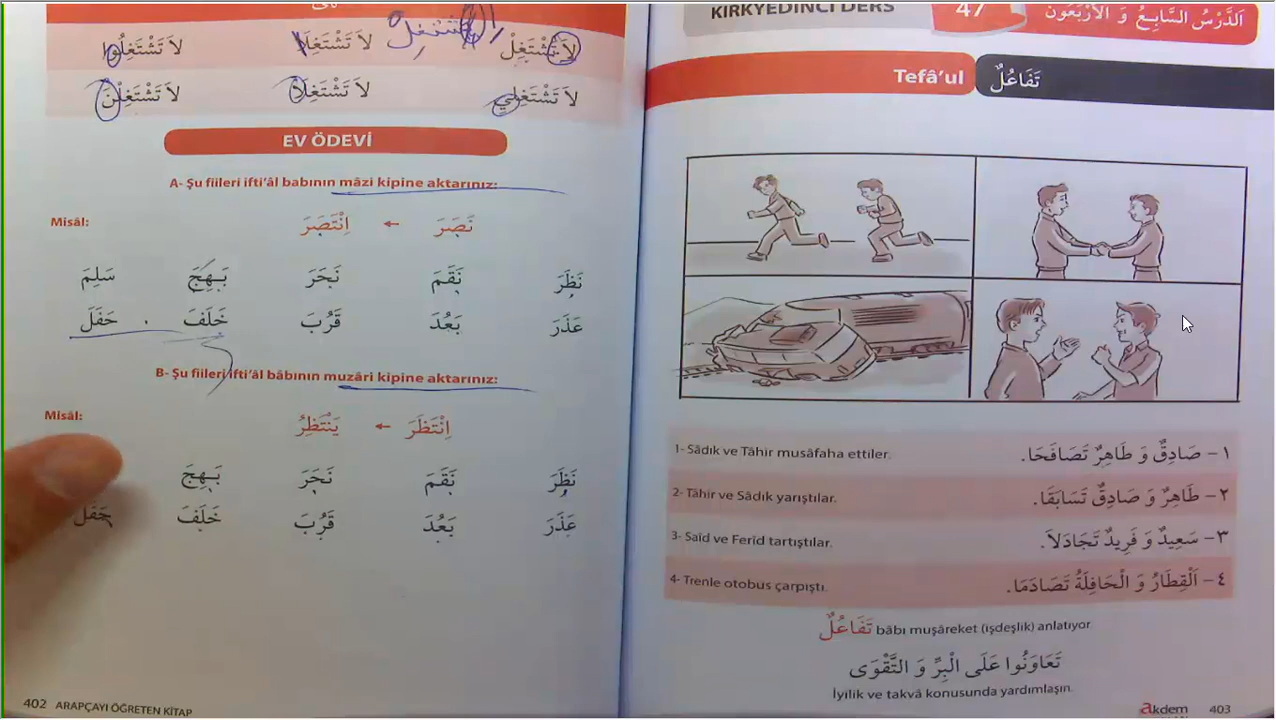 لاَ تَشْتَغِلْ لاَ تَشْتَغِلاَ لاَ تَشْتَغِلُوا
لاَ تَشْتَغِلِي لاَ تَشْتَغِلاَ لاَ تَشْتَغِلْنَ
EV ÖDEVİ
A- Şu fiileri ifti'âl babının mâzi kipine aktarınız:
Misâl: نَصَرَ ← اِنْتَصَرَ
نَظَرَ نَقَمَ نَحَرَ بَهِجَ سَلِمَ
عَذَرَ بَعُدَ قَرُبَ خَلَفَ حَفَلَ
B- Şu fiileri ifti'âl bâbının muzâri kipine aktarınız:
Misâl: اِنْتَظَرَ ← يَنْتَظِرُ
نَظَرَ نَقَمَ نَحَرَ بَهِجَ
عَذَرَ بَعُدَ قَرُبَ خَلَفَ حَفَلَ
402 ARAPÇAYI ÖĞRETEN KİTAP
KIRKYEDİNCİ DERS 47 اَلدَّرْسُ السَّابِعُ وَ الْأَرْبَعُونَ
Tefâ'ul تَفَاعُلٌ
1- Sâdık ve Tâhir musâfaha ettiler. ١- صَادِقٌ وَ طَاهِرٌ تَصَافَحَا.
2- Tâhir ve Sâdık yarıştılar. ٢- طَاهِرٌ وَ صَادِقٌ تَسَابَقَا.
3- Saîd ve Ferîd tartıştılar. ٣- سَعِيدٌ وَ فَرِيدٌ تَجَادَلاَ.
4- Trenle otobüs çarpıştı. ٤- اَلْقِطَارُ وَ الْحَافِلَةُ تَصَادَمَا.
تَفَاعُلٌ bâbı muşâreket (işdeşlik) anlatıyor
تَعَاوَنُوا عَلَى الْبِرِّ وَ التَّقْوَى
İyilik ve takvâ konusunda yardımlaşın.
akdem 403